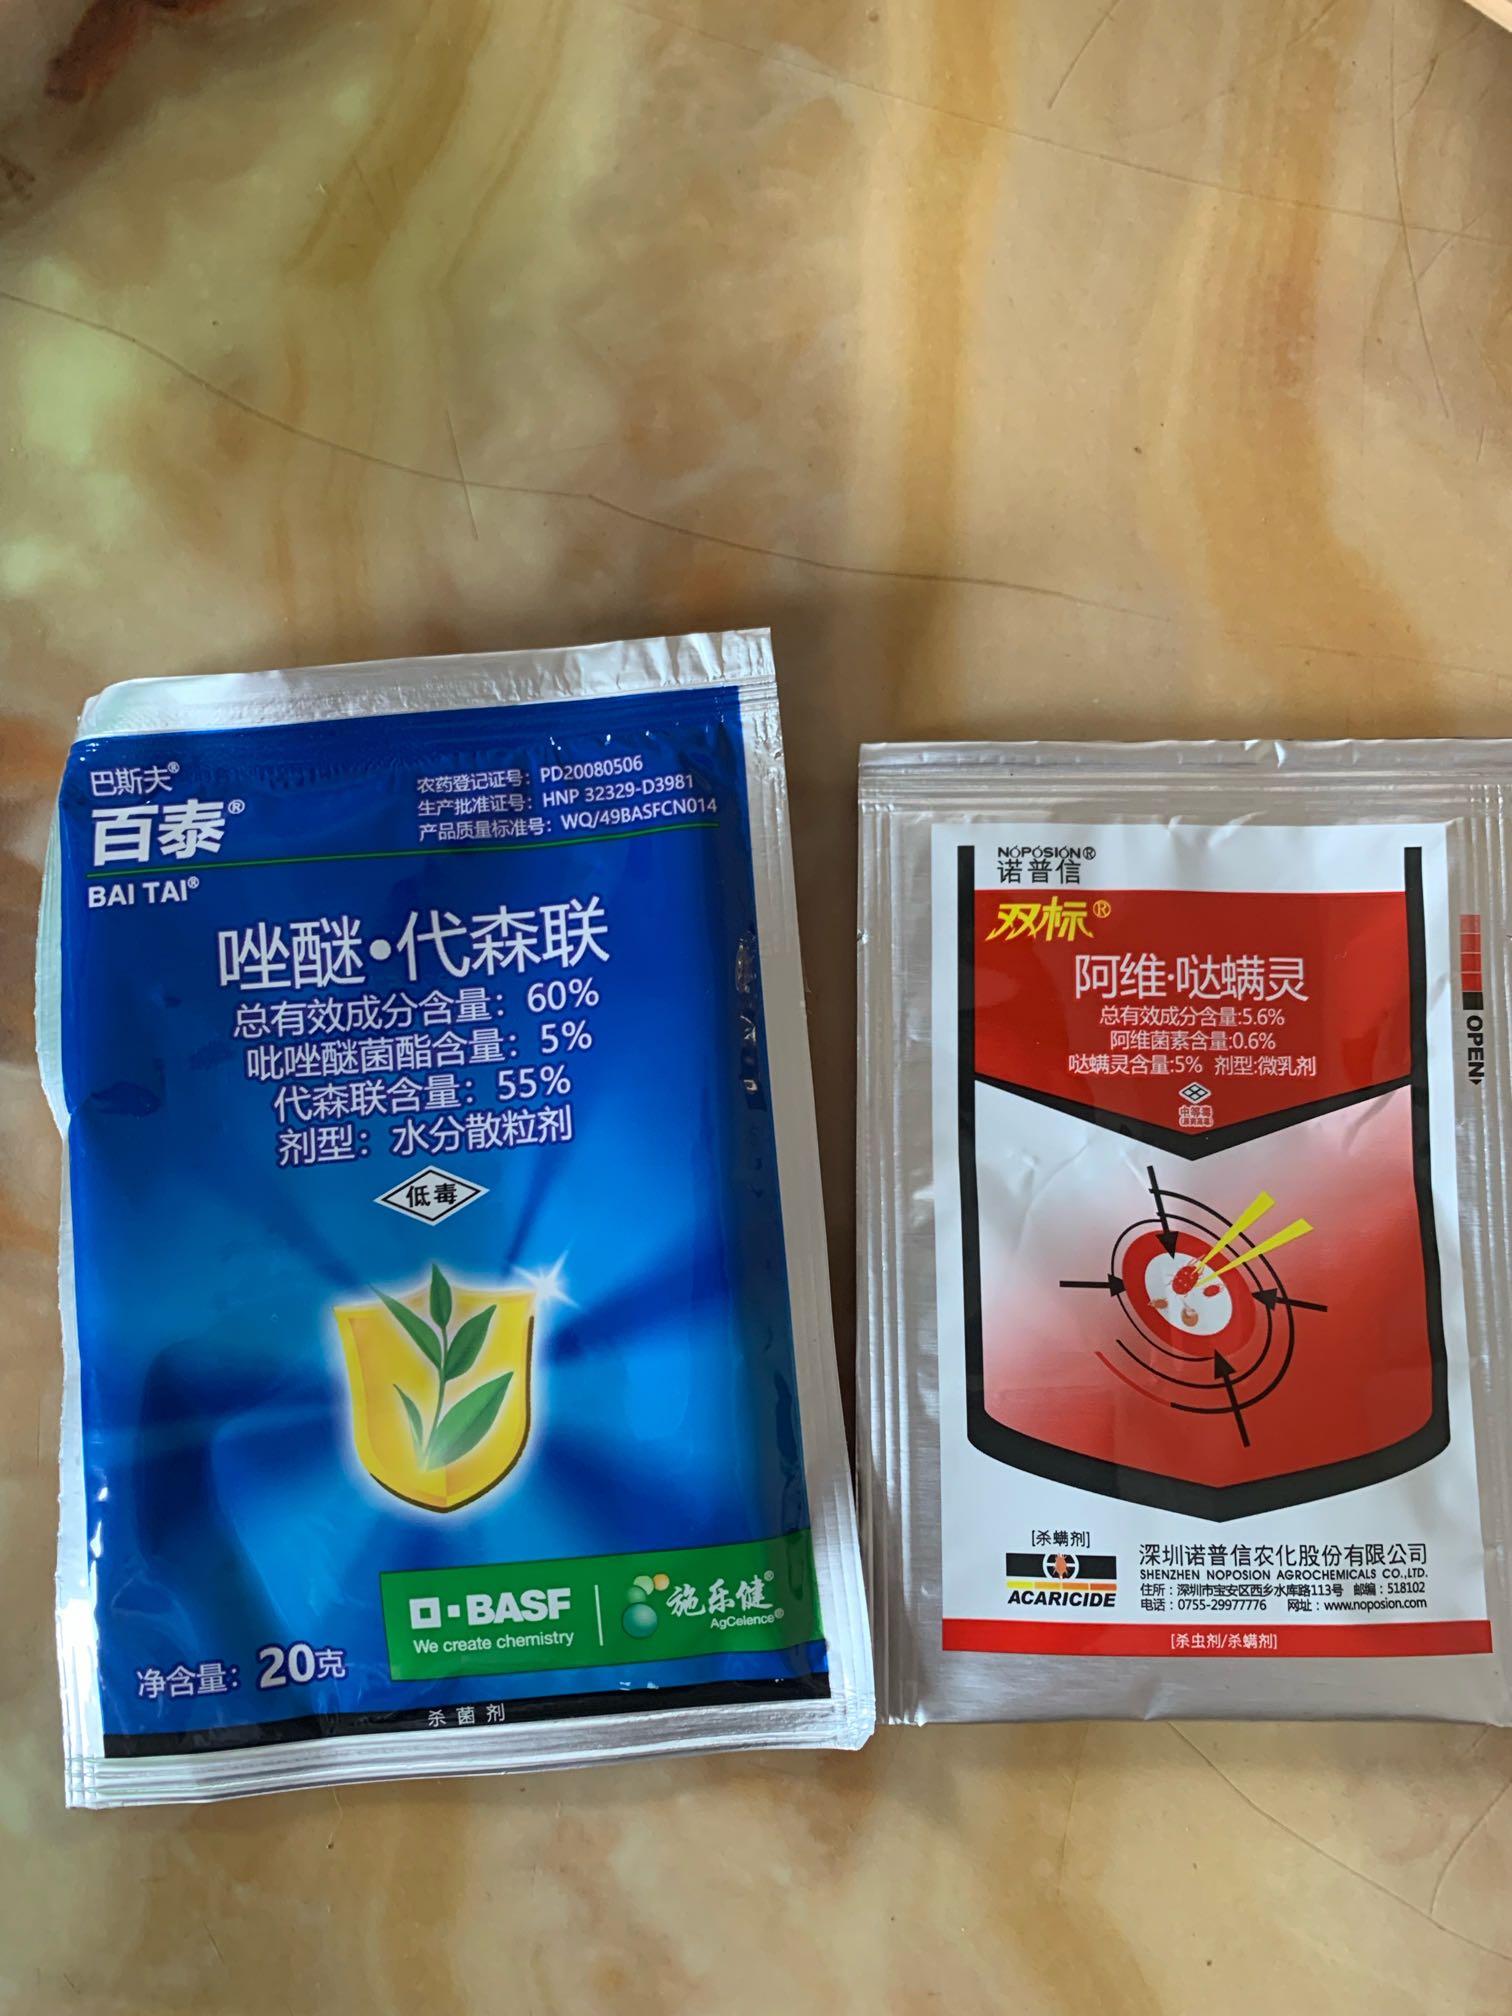 巴斯夫®
百泰®
BAI TAI®
农药登记证号：PD20080506
生产批准证号：HNP 32329-D3981
产品质量标准号：WQ/49BASFCN014
唑醚·代森联
总有效成分含量：60%
吡唑醚菌酯含量：5%
代森联含量：55%
剂型：水分散粒剂
低毒
BASF
We create chemistry
施乐健®
AgCelence®
净含量：20克
杀菌剂
NOPOSION®
诺普信
双标®
阿维·哒螨灵
总有效成分含量:5.6%
阿维菌素含量:0.6%
哒螨灵含量:5% 剂型:微乳剂
OPEN
[杀螨剂]
ACARICIDE
深圳诺普信农化股份有限公司
SHENZHEN NOPOSION AGROCHEMICALS CO.,LTD.
住所：深圳市宝安区西乡水库路113号 邮编：518102
电话：0755-29977776 网址：www.noposion.com
[杀虫剂/杀螨剂]